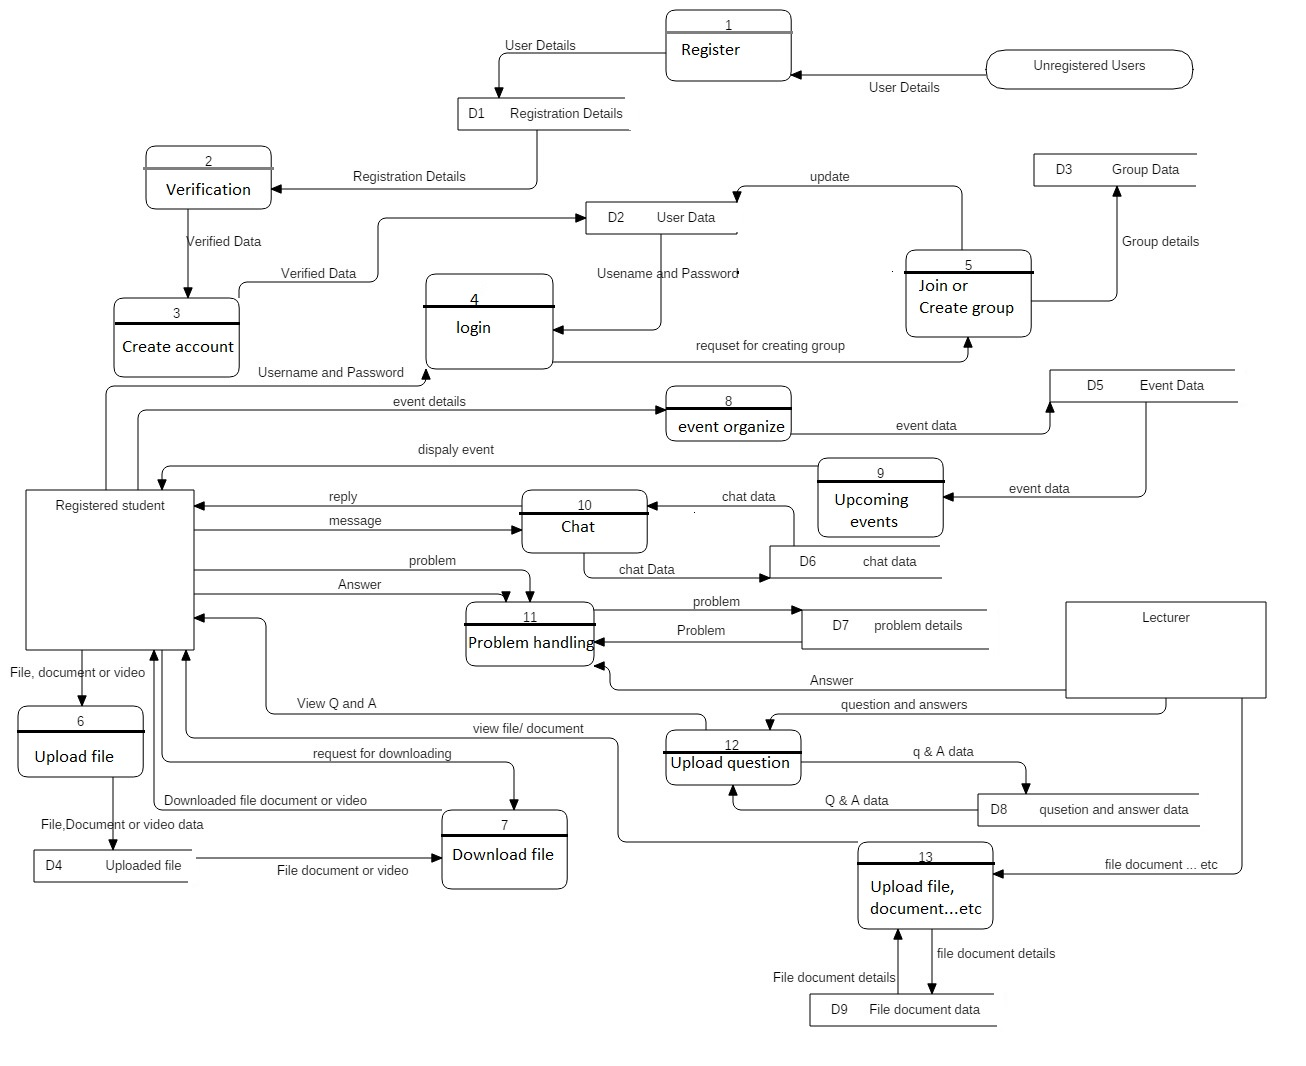 1
User Details
Register
Unregistered Users
User Details
D1 Registration Details
2
Verification
Registration Details
update
D3 Group Data
D2 User Data
Verified Data
Group details
Verified Data
Usename and Password
5
Join or
Create group
3
Create account
4
login
requset for creating group
Username and Password
event details
8
event organize
D5 Event Data
event data
dispaly event
9
Upcoming
events
event data
Registered student
reply
message
10
Chat
chat data
D6 chat data
chat Data
problem
Answer
11
Problem handling
problem
Problem
D7 problem details
Lecturer
Answer
File, document or video
View Q and A
question and answers
6
Upload file
view file/ document
request for downloading
12
Upload question
q & A data
Downloaded file document or video
Q & A data
D8 qusetion and answer data
File,Document or video data
7
Download file
D4 Uploaded file
File document or video
13
Upload file,
document...etc
file document ... etc
file document details
File document details
D9 File document data